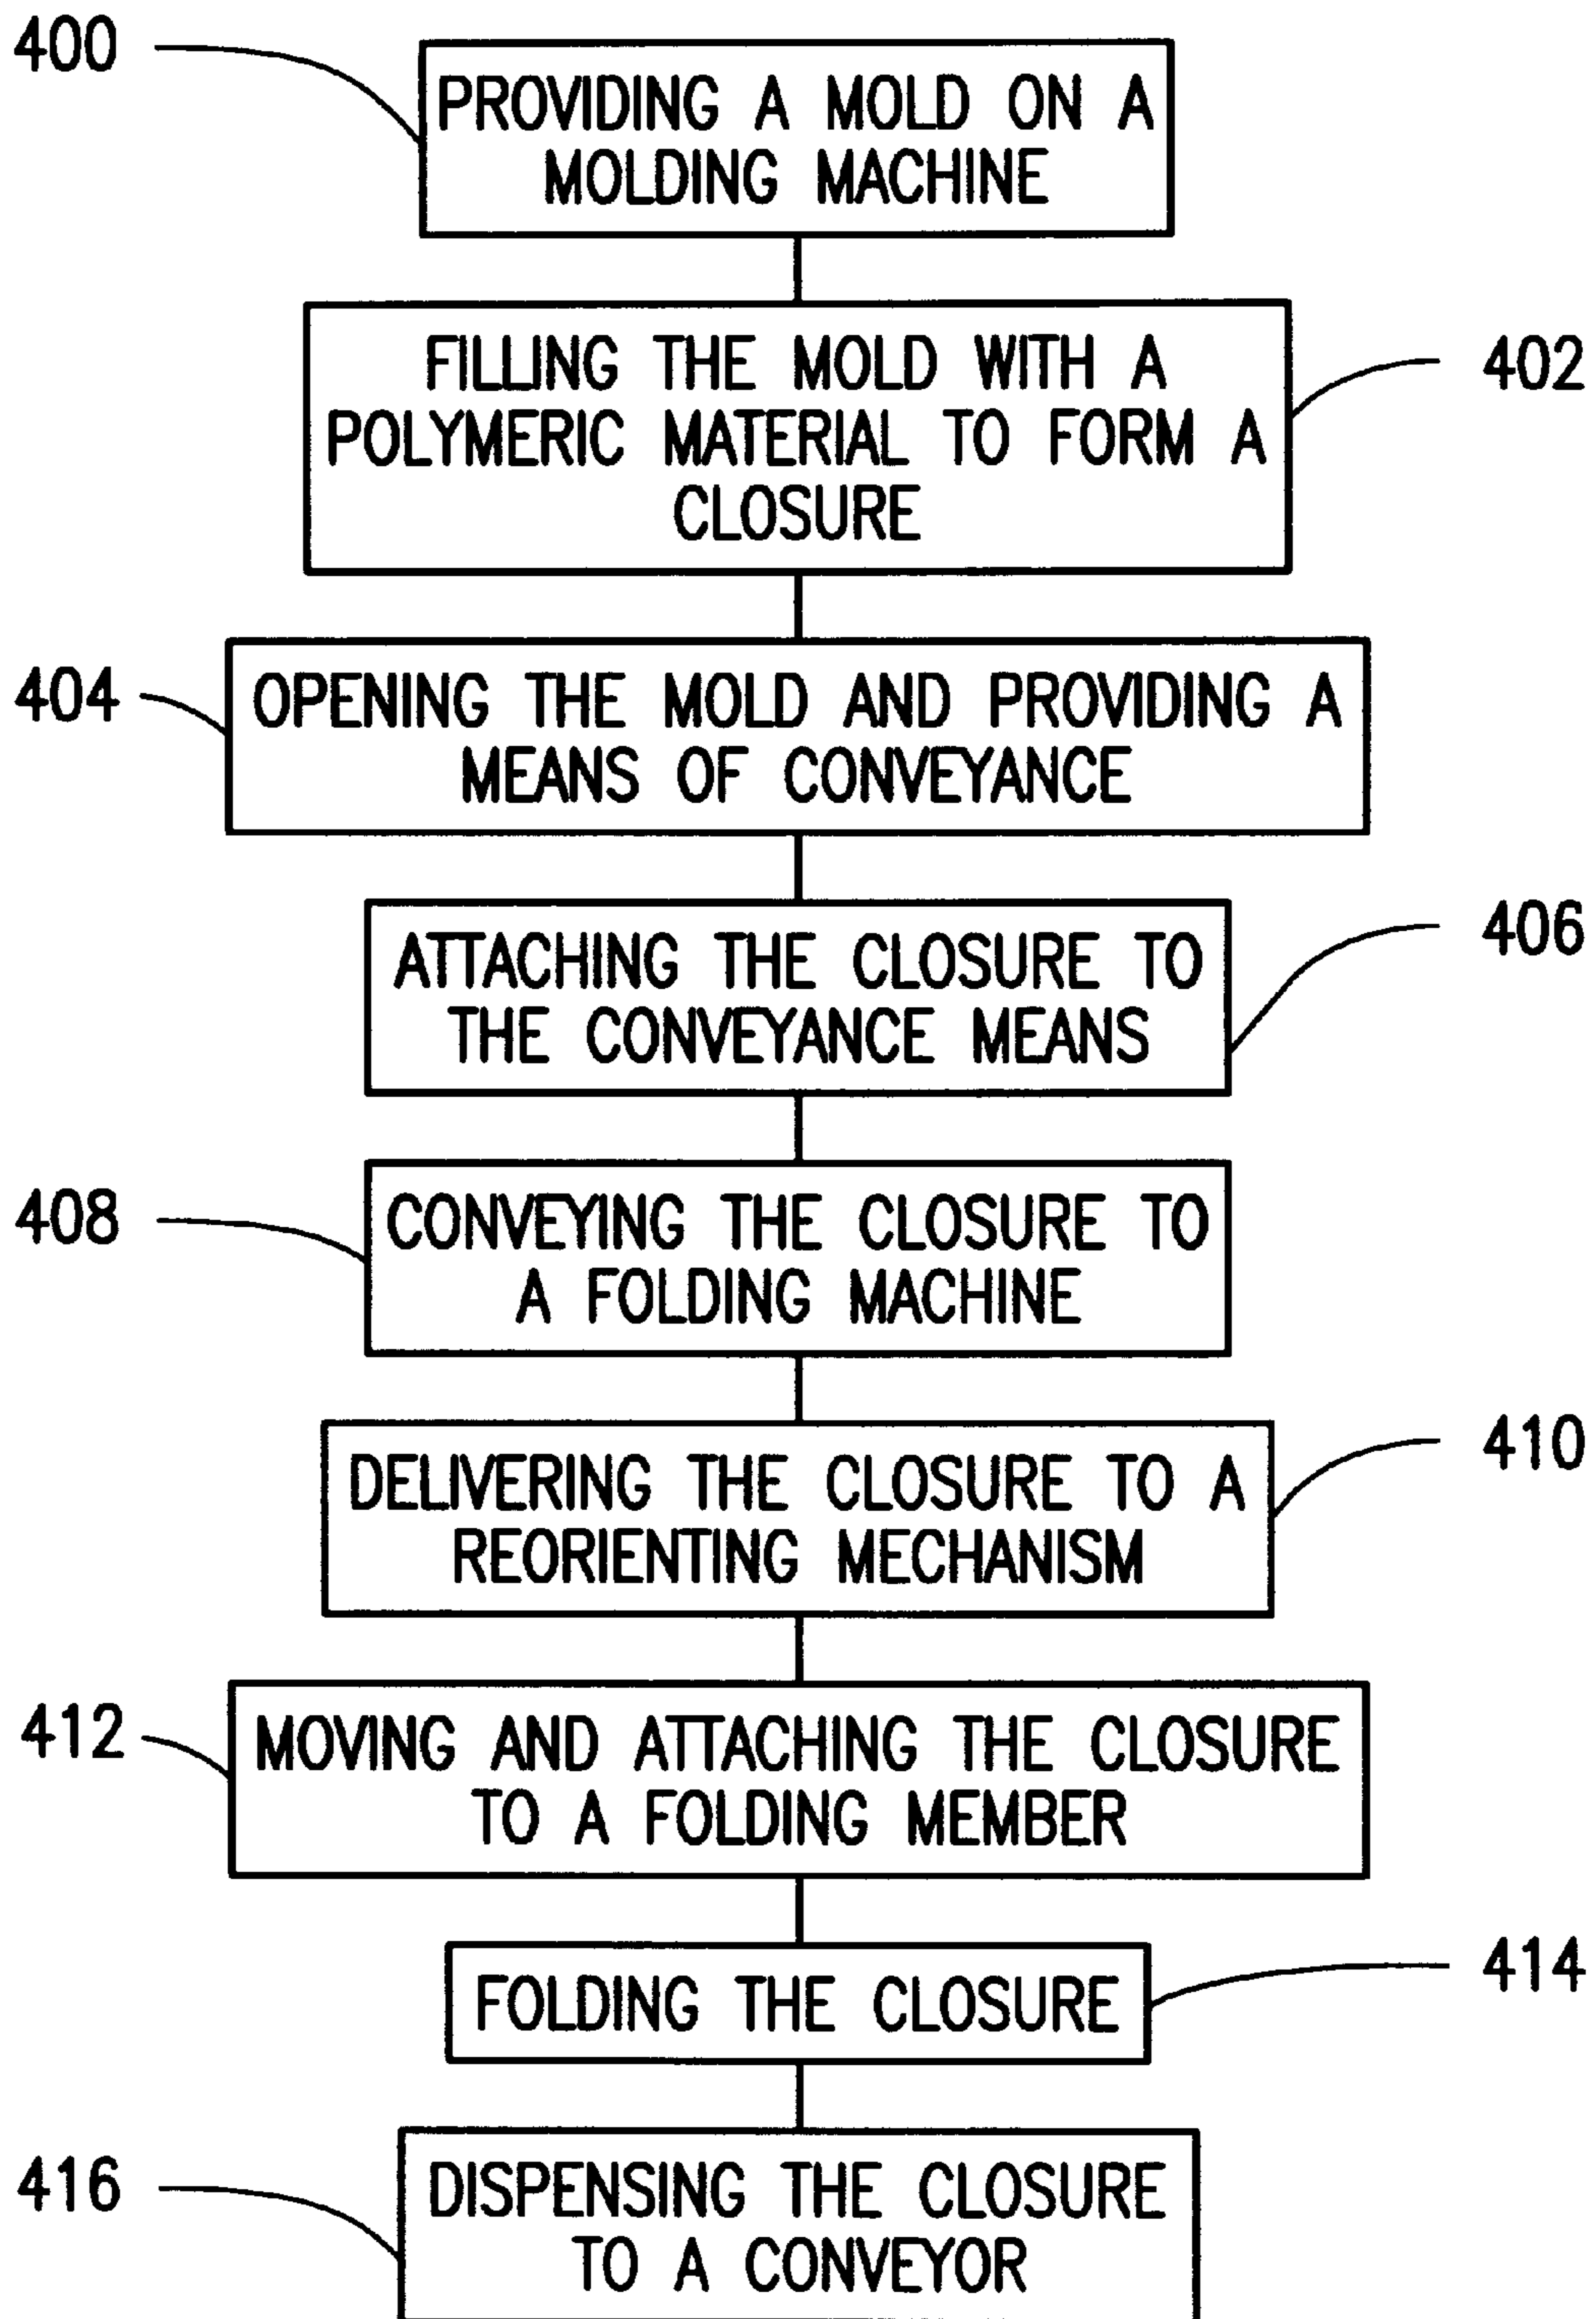 400
PROVIDING A MOLD ON A
MOLDING MACHINE
FILLING THE MOLD WITH A
POLYMERIC MATERIAL TO FORM A
CLOSURE
402
404
OPENING THE MOLD AND PROVIDING A
MEANS OF CONVEYANCE
ATTACHING THE CLOSURE TO
THE CONVEYANCE MEANS
406
408
CONVEYING THE CLOSURE TO
A FOLDING MACHINE
DELIVERING THE CLOSURE TO A
REORIENTING MECHANISM
410
412
MOVING AND ATTACHING THE CLOSURE
TO A FOLDING MEMBER
FOLDING THE CLOSURE
414
416
DISPENSING THE CLOSURE
TO A CONVEYOR